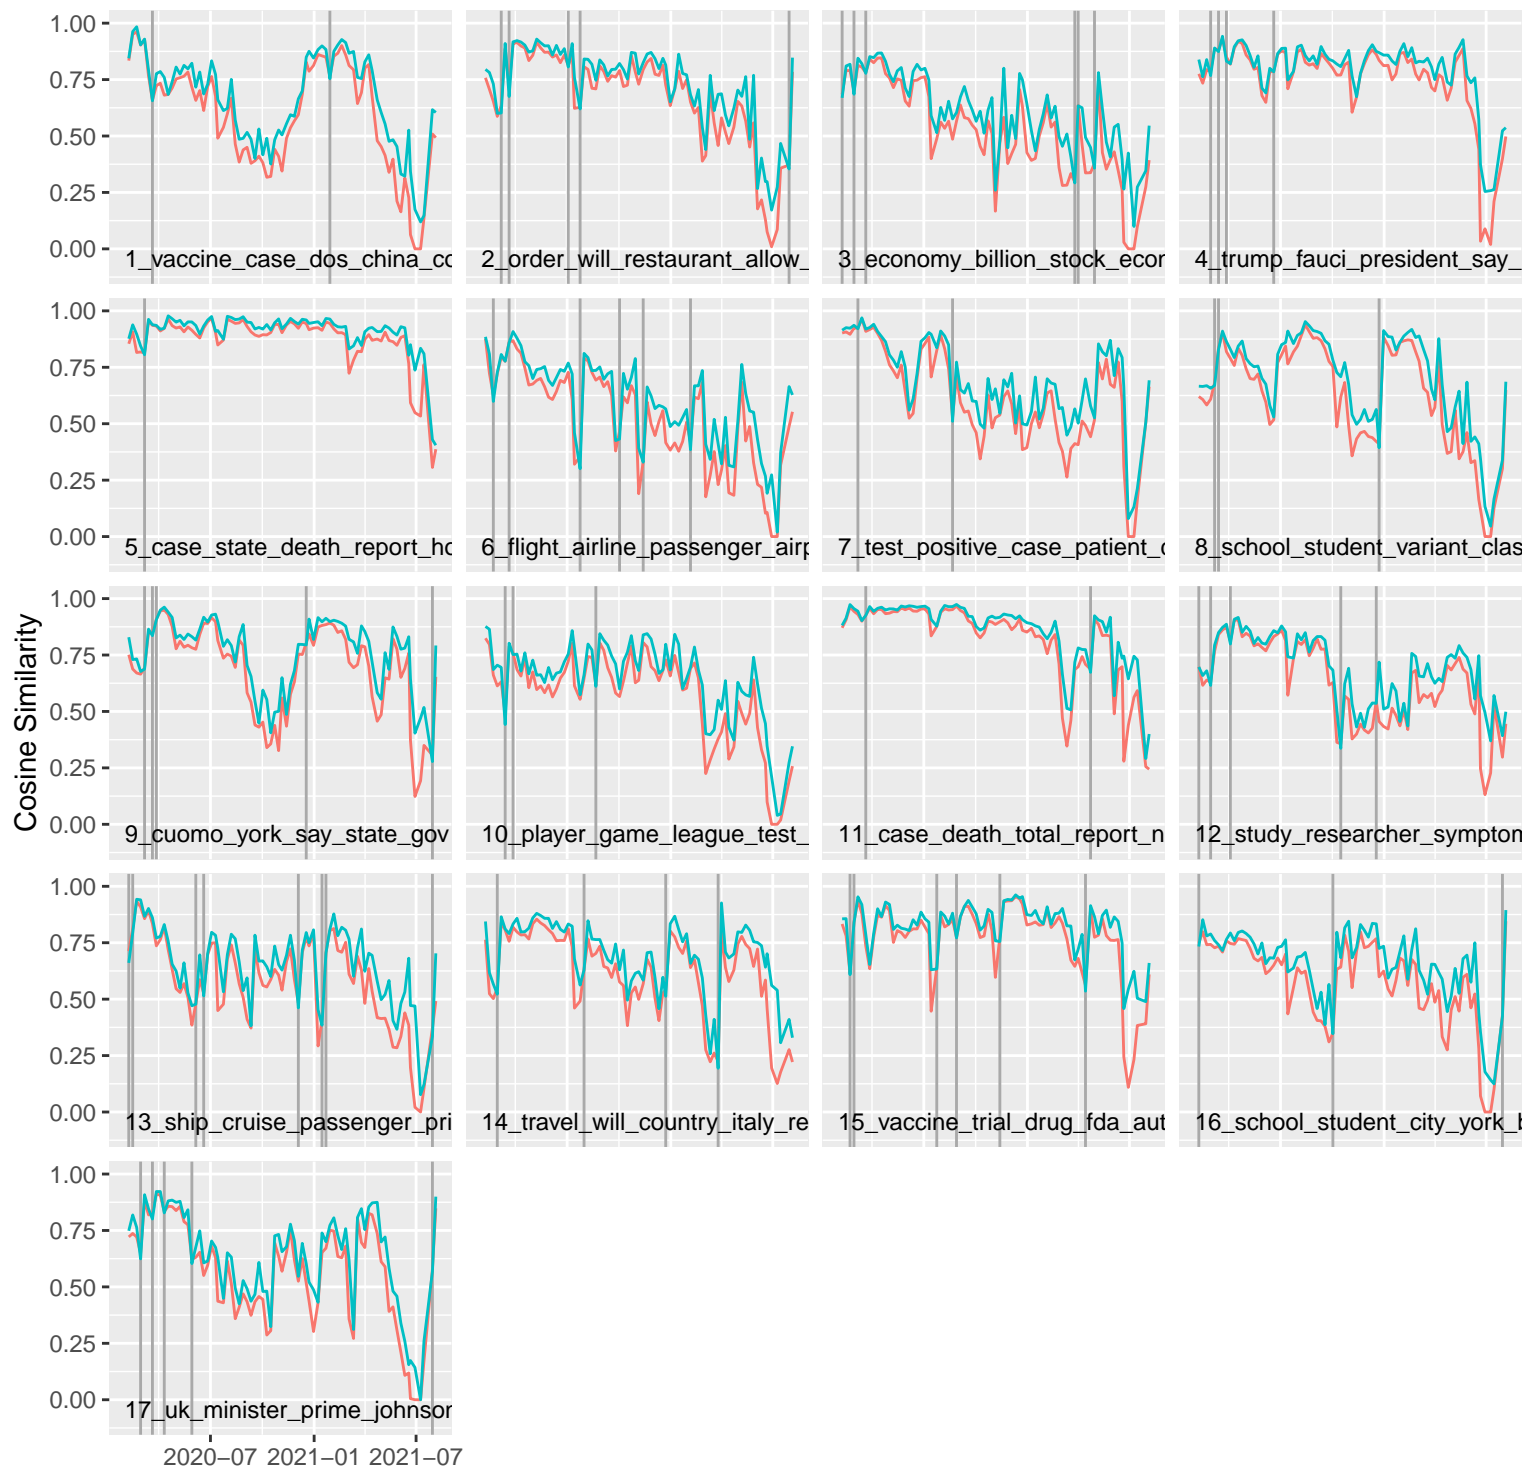 Cosine Similarity
1.00
0.75
0.50
0.25
0.00
1_vaccine_case_dos_china_co
2_order_will_restaurant_allow_
3_economy_billion_stock_econ
4_trump_fauci_president_say_
1.00
0.75
0.50
0.25
0.00
5_case_state_death_report_ho
6_flight_airline_passenger_airp
7_test_positive_case_patient_
8_school_student_variant_clas
1.00
0.75
0.50
0.25
0.00
9_cuomo_york_say_state_gov
10_player_game_league_test_
11_case_death_total_report_n
12_study_researcher_symptom
1.00
0.75
0.50
0.25
0.00
13_ship_cruise_passenger_pri
14_travel_will_country_italy_re
15_vaccine_trial_drug_fda_aut
16_school_student_city_york_b
1.00
0.75
0.50
0.25
0.00
17_uk_minister_prime_johnson
2020−07 2021−01 2021−07